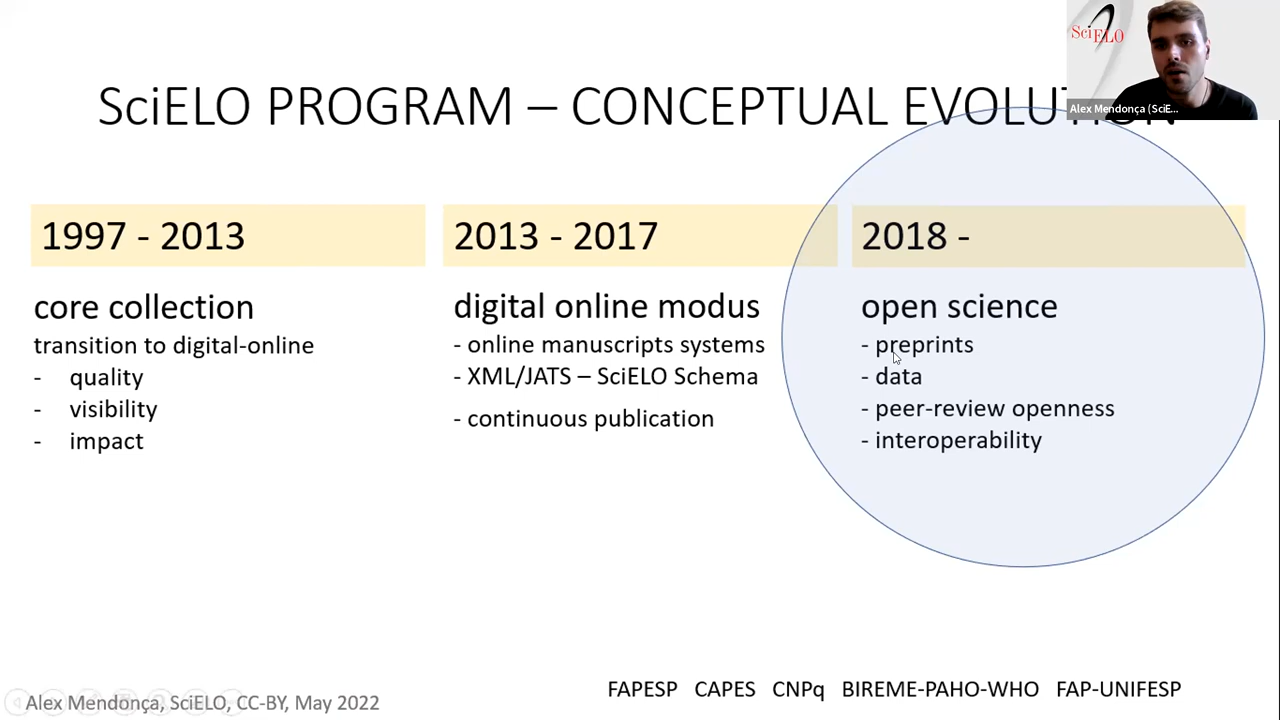 SciELO
Alex Mendonça (SciE...
SciELO PROGRAM – CONCEPTUAL EVOLUTION
1997 - 2013
core collection
transition to digital-online
- quality
- visibility
- impact
2013 - 2017
digital online modus
- online manuscripts systems
- XML/JATS – SciELO Schema
- continuous publication
2018 -
open science
- preprints
- data
- peer-review openness
- interoperability
FAPESP CAPES CNPq BIREME-PAHO-WHO FAP-UNIFESP
Alex Mendonça, SciELO, CC-BY, May 2022